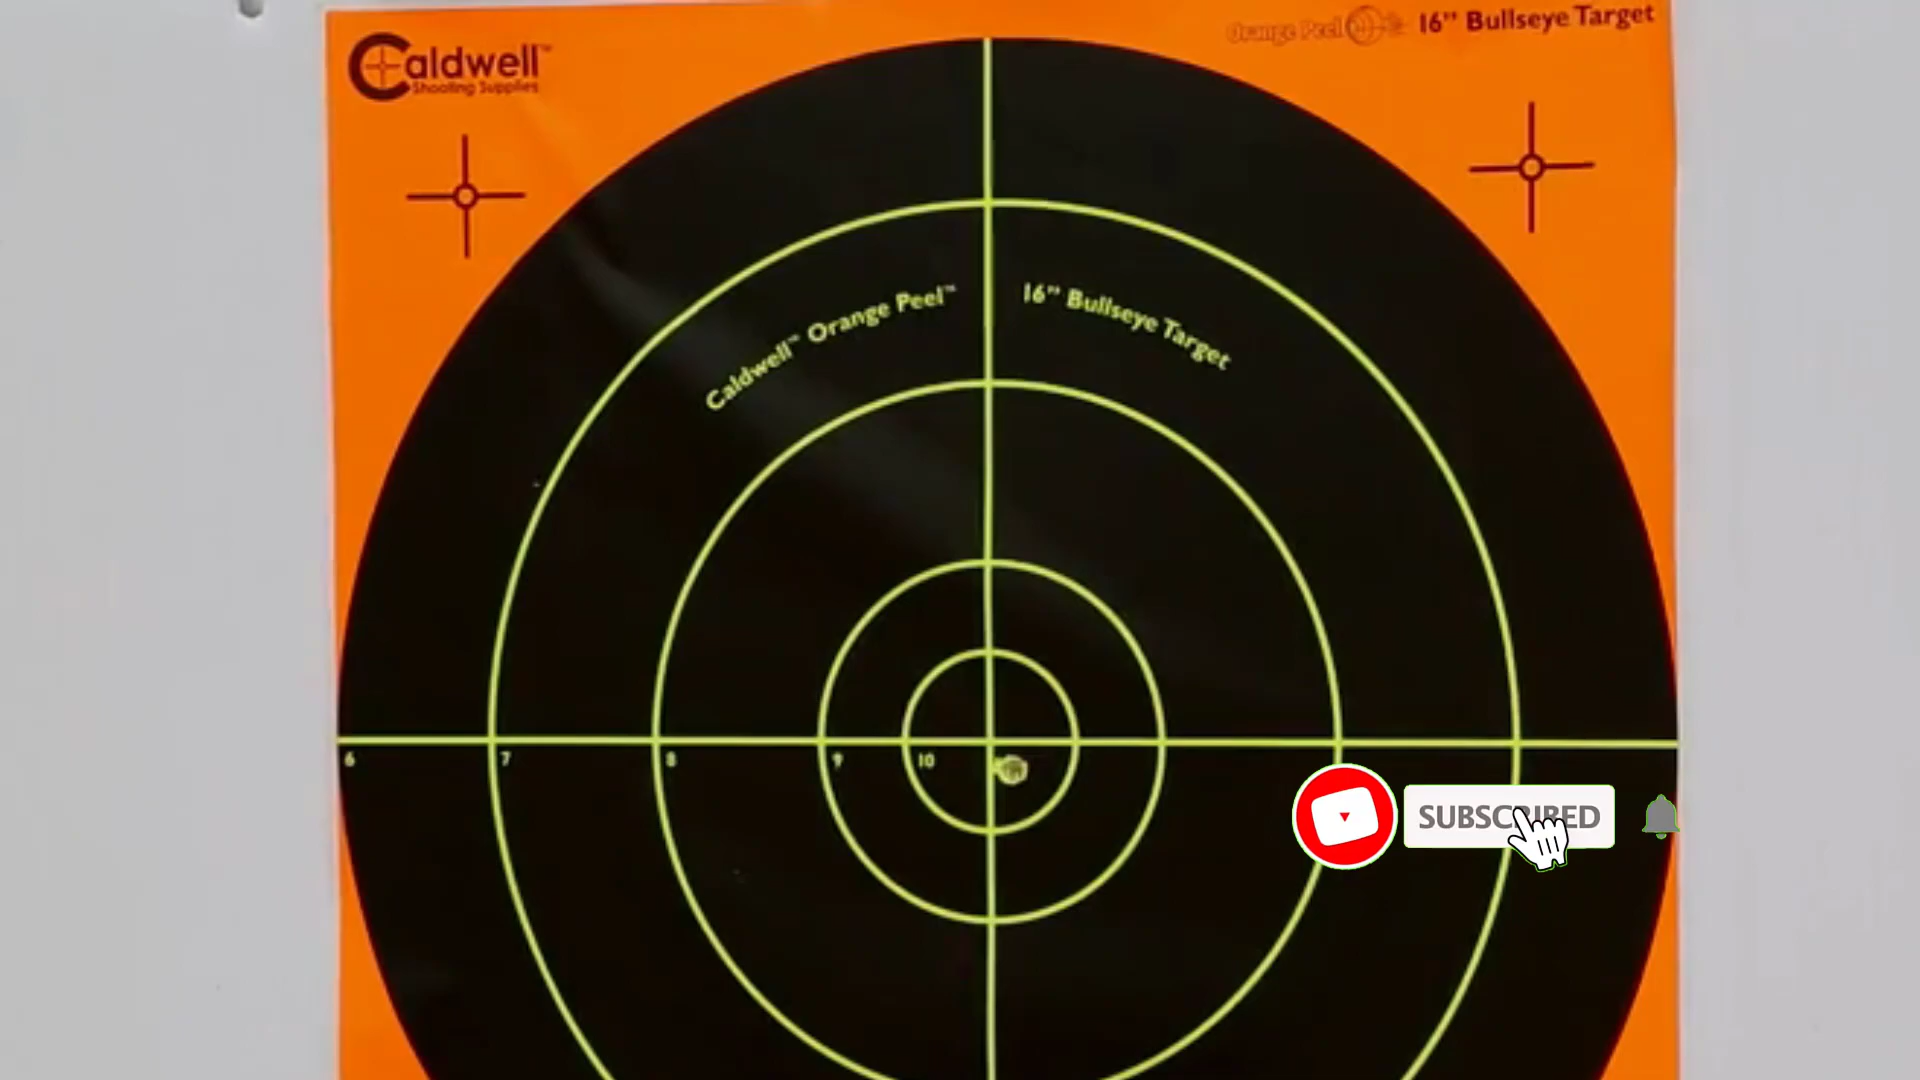 Caldwell™
Shooting Supplies
Orange Peel 16" Bullseye Target
Caldwell™ Orange Peel™ 16" Bullseye Target
6 7 8 9 10
SUBSCRIBED